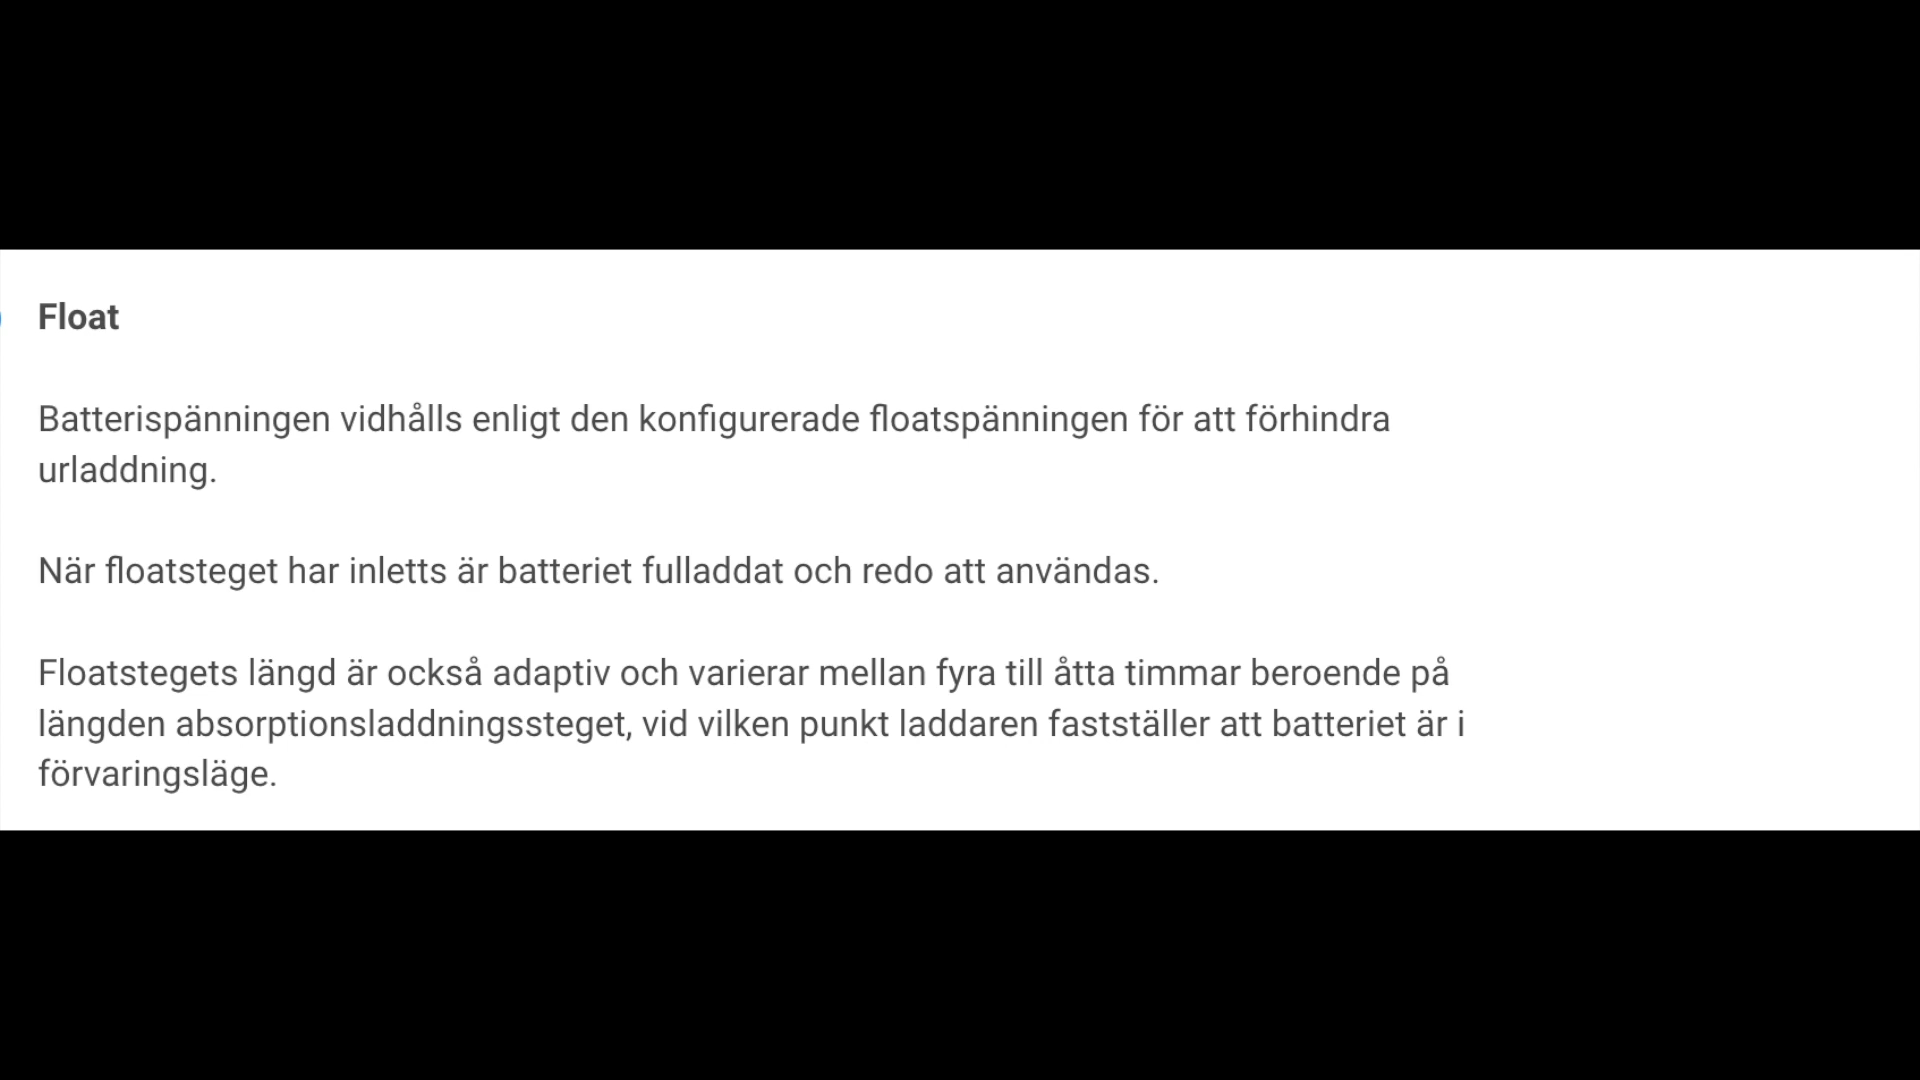 Float
Batterispänningen vidhålls enligt den konfigurerade floatspänningen för att förhindra
urladdning.
När floatsteget har inletts är batteriet fulladdat och redo att användas.
Floatstegets längd är också adaptiv och varierar mellan fyra till åtta timmar beroende på
längden absorptionsladdningssteget, vid vilken punkt laddaren fastställer att batteriet är i
förvaringsläge.